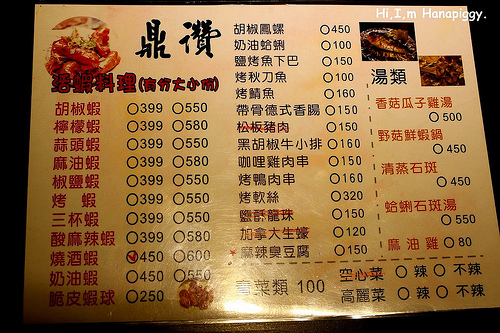 Hi,I,m Hanapiggy.
鼎讚
活蝦料理(有份大小)
胡椒蝦 ○399 ○550
檸檬蝦 ○399 ○580
蒜頭蝦 ○399 ○550
麻油蝦 ○399 ○580
椒鹽蝦 ○399 ○550
烤 蝦 ○399 ○550
三杯蝦 ○399 ○550
酸麻辣蝦 ○399 ○580
燒酒蝦 ○450 ○600
奶油蝦 ○450 ○550
脆皮蝦球 ○250
胡椒鳳螺 ○450
奶油蛤蜊 ○100
鹽烤魚下巴 ○150
烤秋刀魚 ○100
烤鯖魚 ○160
帶骨德式香腸 ○150
松板豬肉 ○150
黑胡椒牛小排 ○160
咖哩雞肉串 ○150
烤鴨肉串 ○160
烤軟絲 ○320
鹽酥龍珠 ○150
加拿大生蠔 ○120
麻辣臭豆腐 ○150
湯類
香菇瓜子雞湯
○500
野菇鮮蝦鍋
○450
清蒸石斑
○450
蛤蜊石斑湯
○550
麻油雞 ○80
青菜類 100
空心菜 ○辣 ○不辣
高麗菜 ○辣 ○不辣